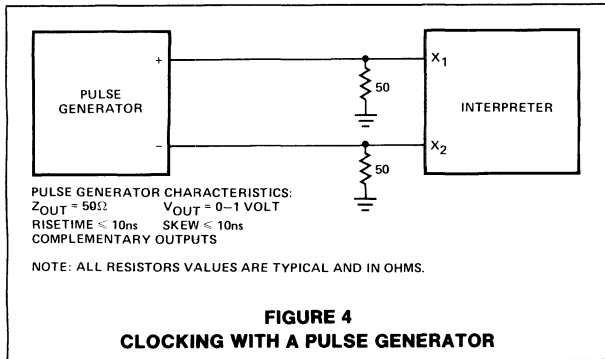 PULSE
GENERATOR
+
−
X1
X2
50
50
INTERPRETER
PULSE GENERATOR CHARACTERISTICS:
ZOUT = 50Ω VOUT = 0−1 VOLT
RISETIME ⩽ 10ns SKEW ⩽ 10ns
COMPLEMENTARY OUTPUTS
NOTE: ALL RESISTORS VALUES ARE TYPICAL AND IN OHMS.
FIGURE 4
CLOCKING WITH A PULSE GENERATOR